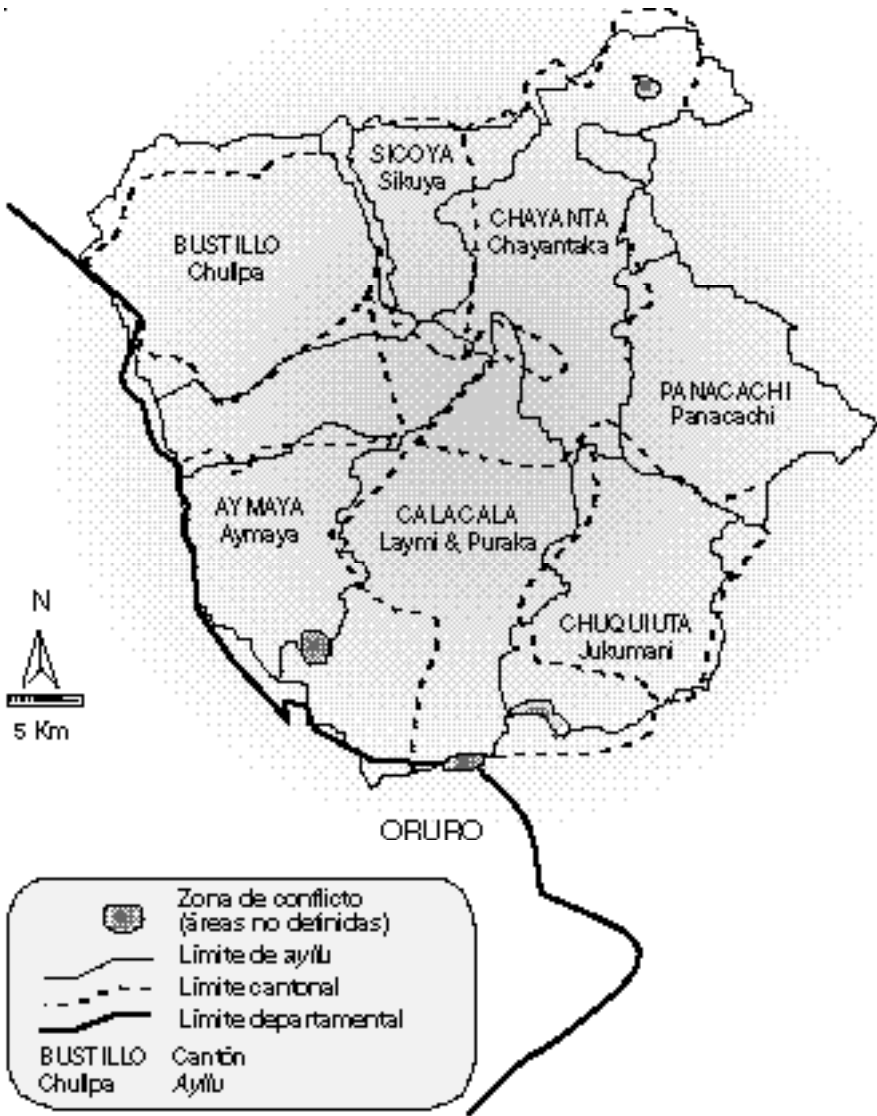 SICOYA
Sikuya
CHAYANTA
Chayantaka
BUSTILLO
Chullpa
PANACACHI
Panacachi
AYMAYA
Aymaya
CALACALA
Laymi & Puraka
CHUQUIUTA
Jukumani
N
5 Km
ORURO
Zona de conflicto
(áreas no definidas)
Límite de ayllu
Límite cantonal
Límite departamental
BUSTILLO Cantón
Chullpa Ayllu